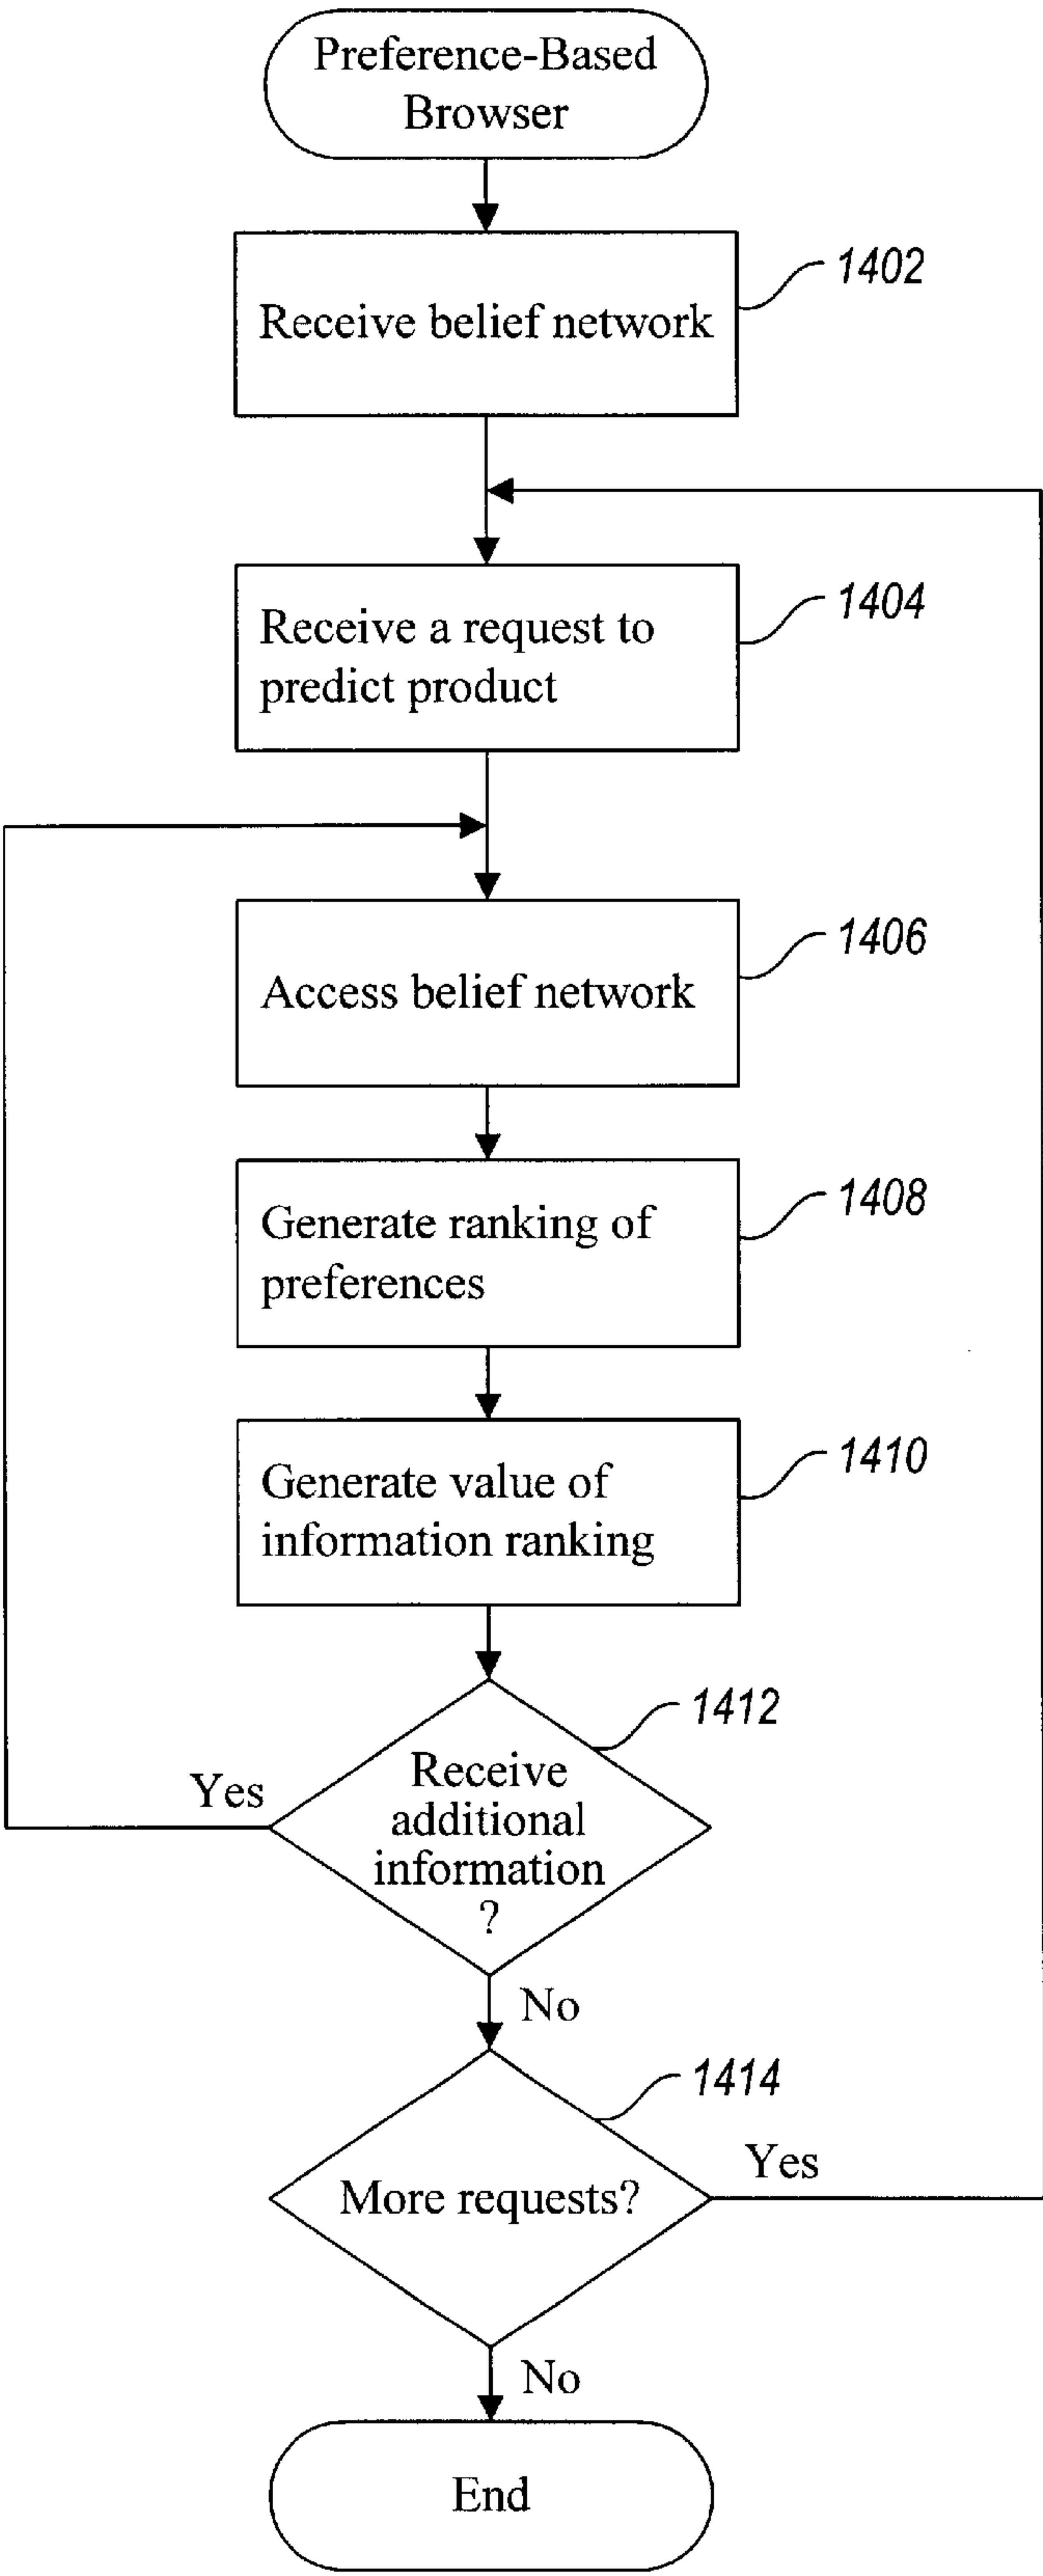 Preference-Based
Browser
1402
Receive belief network
1404
Receive a request to
predict product
1406
Access belief network
1408
Generate ranking of
preferences
1410
Generate value of
information ranking
1412
Receive
additional
information
?
Yes
No
1414
More requests?
Yes
No
End